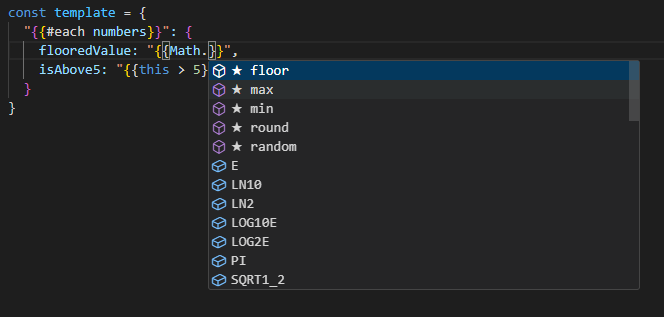 const template = {
"{{#each numbers}}": {
flooredValue: "{{Math.}}",
isAbove5: "{{this > 5}
}
}
★ floor
★ max
★ min
★ round
★ random
E
LN10
LN2
LOG10E
LOG2E
PI
SQRT1_2